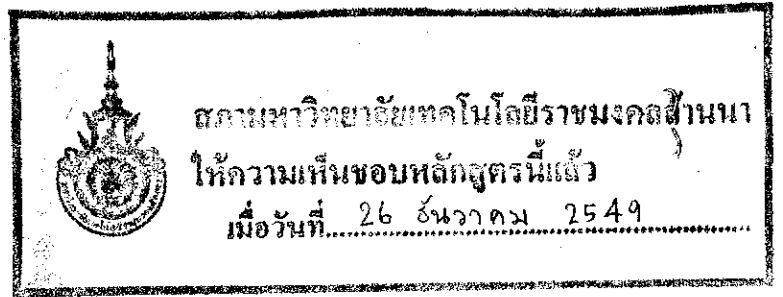 สภามหาวิทยาลัยเทคโนโลยีราชมงคลล้านนา
ให้ความเห็นชอบหลักสูตรนี้แล้ว
เมื่อวันที่ 26 ธันวาคม 2549